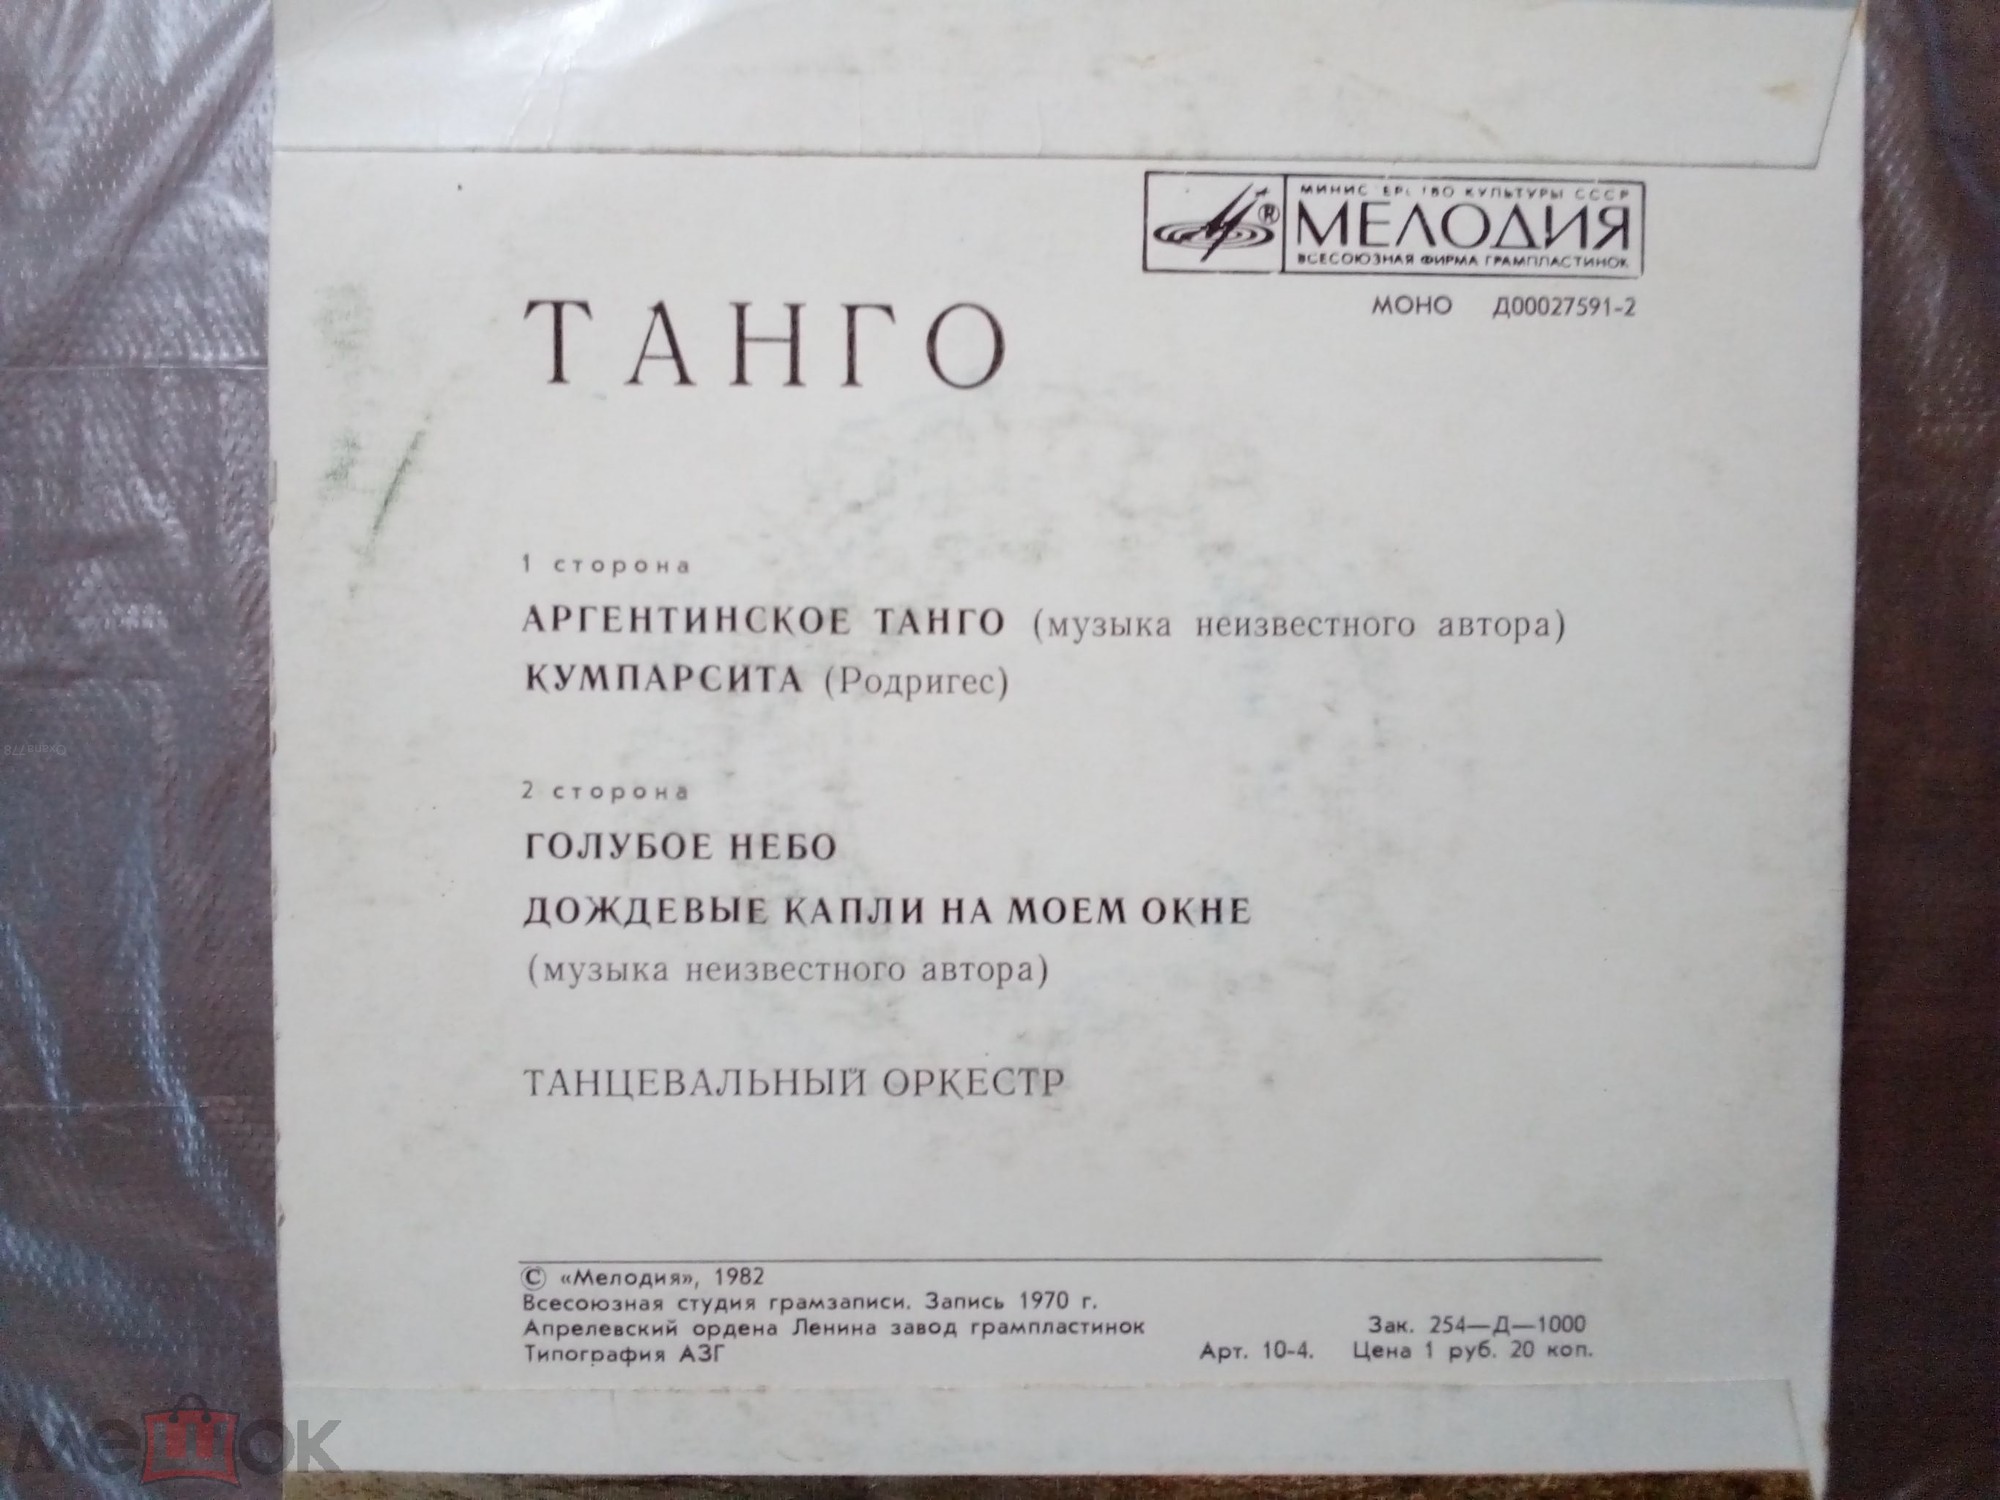 МИНИСТЕРСТВО КУЛЬТУРЫ СССР
МЕЛОДИЯ
ВСЕСОЮЗНАЯ ФИРМА ГРАМПЛАСТИНОК
МОНО Д00027591-2
ТАНГО
1 сторона
АРГЕНТИНСКОЕ ТАНГО (музыка неизвестного автора)
КУМПАРСИТА (Родригес)
2 сторона
ГОЛУБОЕ НЕБО
ДОЖДЕВЫЕ КАПЛИ НА МОЕМ ОКНЕ
(музыка неизвестного автора)
ТАНЦЕВАЛЬНЫЙ ОРКЕСТР
© «Мелодия», 1982
Всесоюзная студия грамзаписи. Запись 1970 г.
Апрелевский ордена Ленина завод грампластинок Зак. 254—Д—1000
Типография АЗГ Арт. 10-4. Цена 1 руб. 20 коп.
Oxana778
мешок